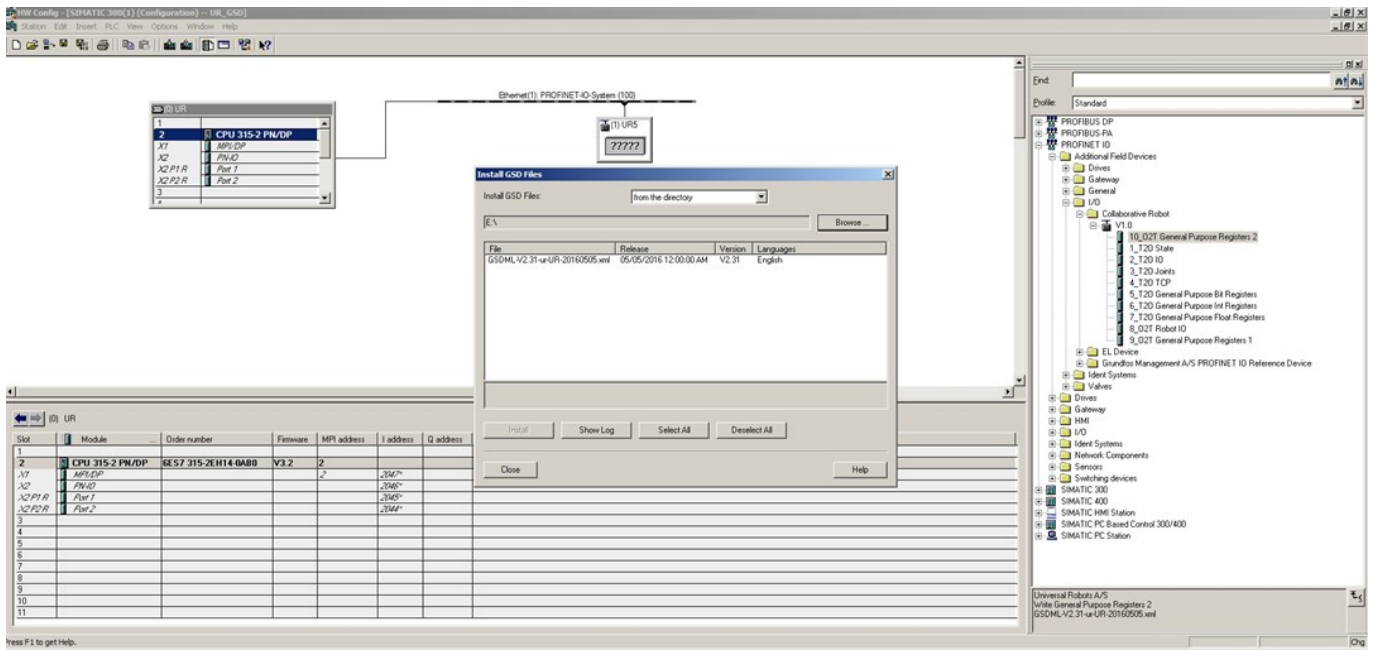 HW Config - [SIMATIC 300(1) (Configuration) -- UR_GSD]
Station Edit Insert PLC View Options Window Help
Ethernet(1): PROFINET-IO-System (100)
(0) UR
1
2 CPU 315-2 PN/DP
X1 MPI/DP
X2 PN-IO
X2 P1 R Port 1
X2 P2 R Port 2
3
4
(1) UR5
?????
Install GSD Files
Install GSD Files: from the directory
E:\ Browse ...
File Release Version Languages
GSDML-V2.31-ur-UR-20160505.xml 05/05/2016 12:00:00 AM V2.31 English
Install Show Log Select All Deselect All
Close Help
Find:
Profile: Standard
PROFIBUS DP
PROFIBUS-PA
PROFINET IO
Additional Field Devices
Drives
Gateway
General
I/O
Collaborative Robot
V1.0
10_O2T General Purpose Registers 2
1_T2O State
2_T2O IO
3_T2O Joints
4_T2O TCP
5_T2O General Purpose Bit Registers
6_T2O General Purpose Int Registers
7_T2O General Purpose Float Registers
8_O2T Robot IO
9_O2T General Purpose Registers 1
EL Device
Grundfos Management A/S PROFINET IO Reference Device
Ident Systems
Valves
Drives
Gateway
HMI
I/O
Ident Systems
Network Components
Sensors
Switching devices
SIMATIC 300
SIMATIC 400
SIMATIC HMI Station
SIMATIC PC Based Control 300/400
SIMATIC PC Station
Universal Robots A/S
Write General Purpose Registers 2
GSDML-V2.31-ur-UR-20160505.xml
(0) UR
Slot Module ... Order number Firmware MPI address I address Q address
1
2 CPU 315-2 PN/DP 6ES7 315-2EH14-0AB0 V3.2 2
X1 MPI/DP 2 2047*
X2 PN-IO 2046*
X2 P1 R Port 1 2045*
X2 P2 R Port 2 2044*
3
4
5
6
7
8
9
10
11
Press F1 to get Help.
Chg